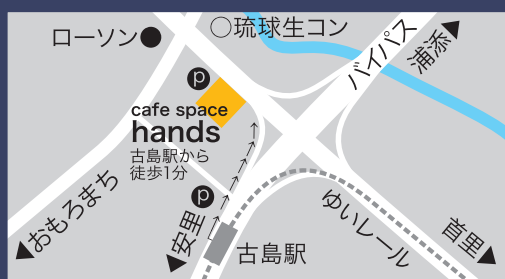 ローソン●
○琉球生コン
バイパス
浦添
p
cafe space
hands
古島駅から
徒歩1分
p
おもろまち
安里
古島駅
ゆいレール
首里